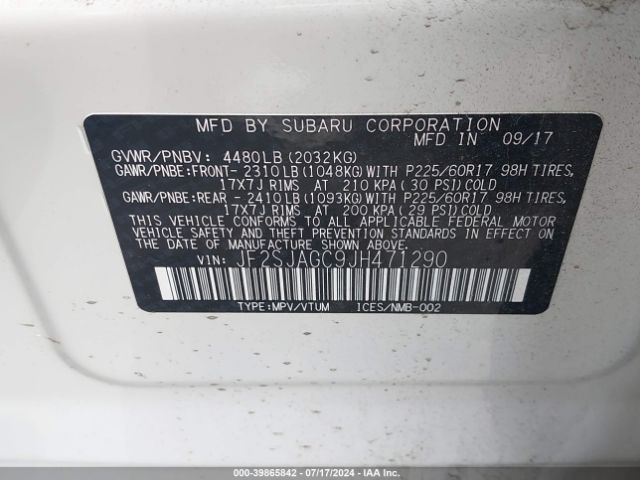 MFD BY SUBARU CORPORATION
MFD IN 09/17
GVWR/PNBV: 4480LB (2032KG)
GAWR/PNBE:FRONT- 2310LB (1048KG) WITH P225/60R17 98H TIRES,
17X7J RIMS AT 210 KPA (30 PSI) COLD
GAWR/PNBE:REAR - 2410LB (1093KG) WITH P225/60R17 98H TIRES,
17X7J RIMS AT 200 KPA (29 PSI) COLD
THIS VEHICLE CONFORMS TO ALL APPLICABLE FEDERAL MOTOR
VEHICLE SAFETY AND THEFT PREVENTION STANDARDS IN EFFECT
ON THE DATE OF MANUFACTURE SHOWN ABOVE.
VIN: JF2SJAGC9JH471290
TYPE:MPV/VTUM ICES/NMB-002
000-39865842 - 07/17/2024 - IAAI.COM